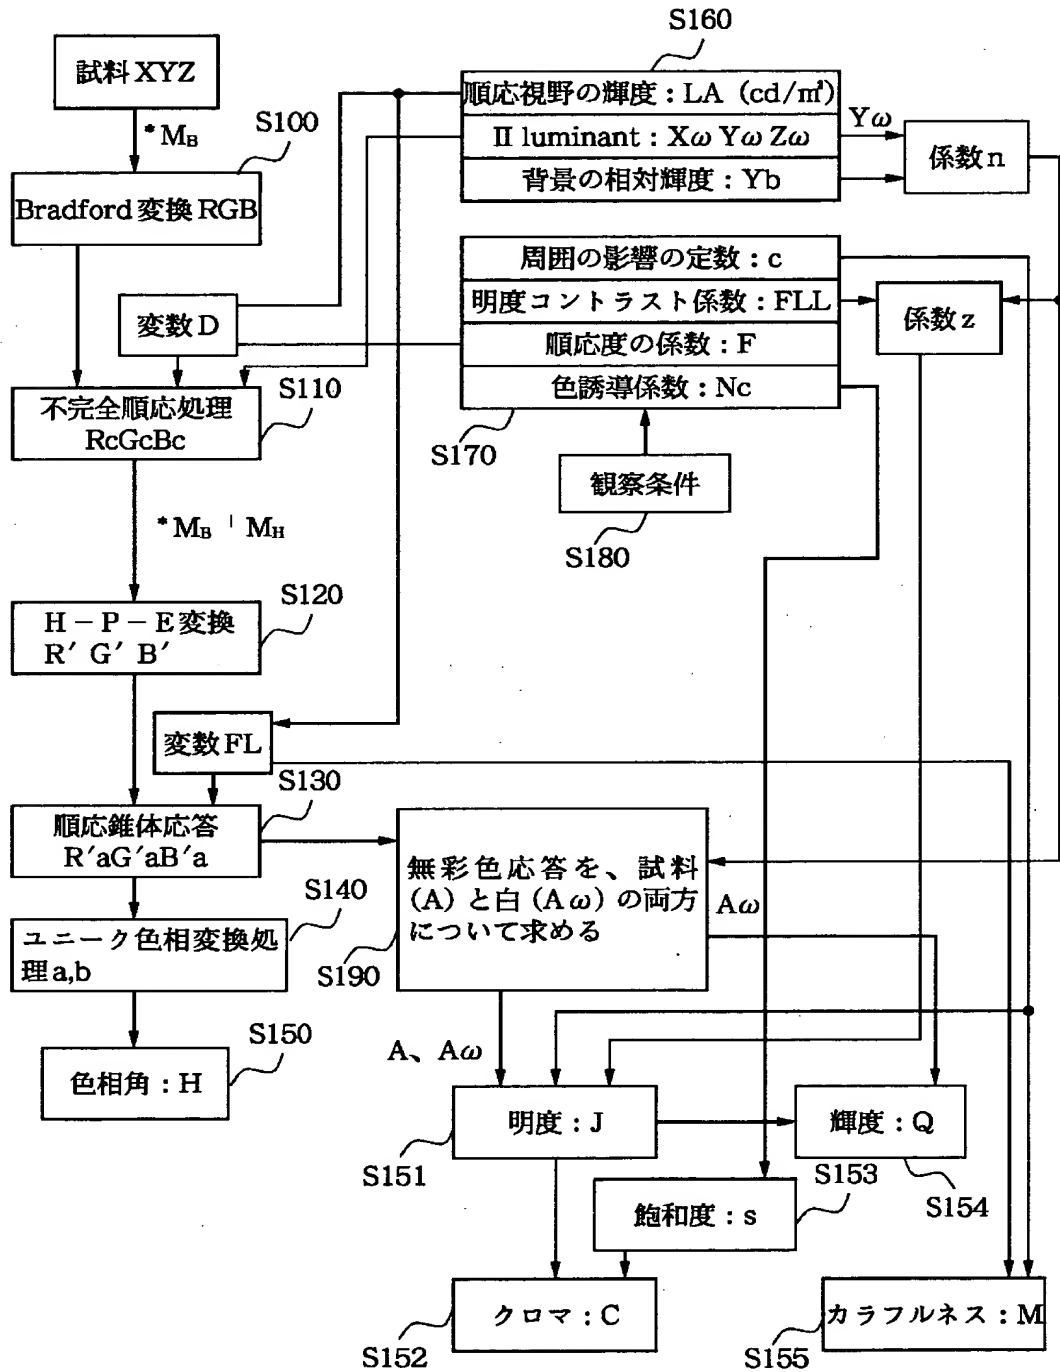 S160
試料XYZ
順応視野の輝度：LA（cd/㎡）
*MB
S100
Ⅱ luminant：Xω Yω Zω
Yω
係数n
Bradford変換RGB
背景の相対輝度：Yb
周囲の影響の定数：c
変数D
明度コントラスト係数：FLL
係数z
順応度の係数：F
S110
色誘導係数：Nc
不完全順応処理
RcGcBc
S170
観察条件
*MB ╵ MH
S180
S120
H－P－E変換
R′ G′ B′
変数FL
S130
順応錐体応答
R′aG′aB′a
無彩色応答を、試料
（A）と白（Aω）の両方
について求める
Aω
S140
ユニーク色相変換処
理a,b
S190
S150
A、Aω
色相角：H
明度：J
輝度：Q
S151
S153
S154
飽和度：s
クロマ：C
カラフルネス：M
S152
S155